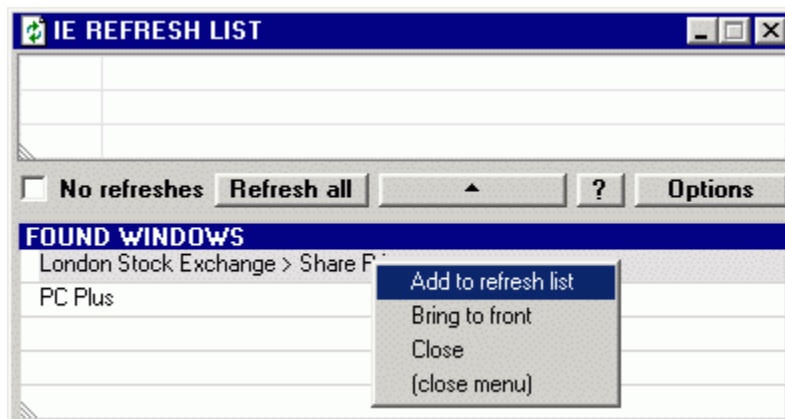 IE REFRESH LIST
No refreshes Refresh all ? Options
FOUND WINDOWS
London Stock Exchange > Share
Add to refresh list
PC Plus
Bring to front
Close
(close menu)